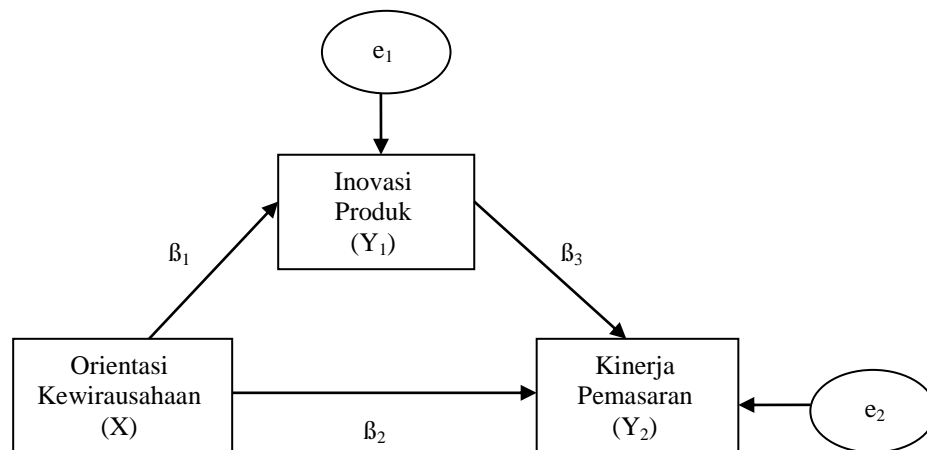 e₁
Inovasi
Produk
(Y₁)
ß₁
ß₃
Orientasi
Kewirausahaan
(X)
ß₂
Kinerja
Pemasaran
(Y₂)
e₂